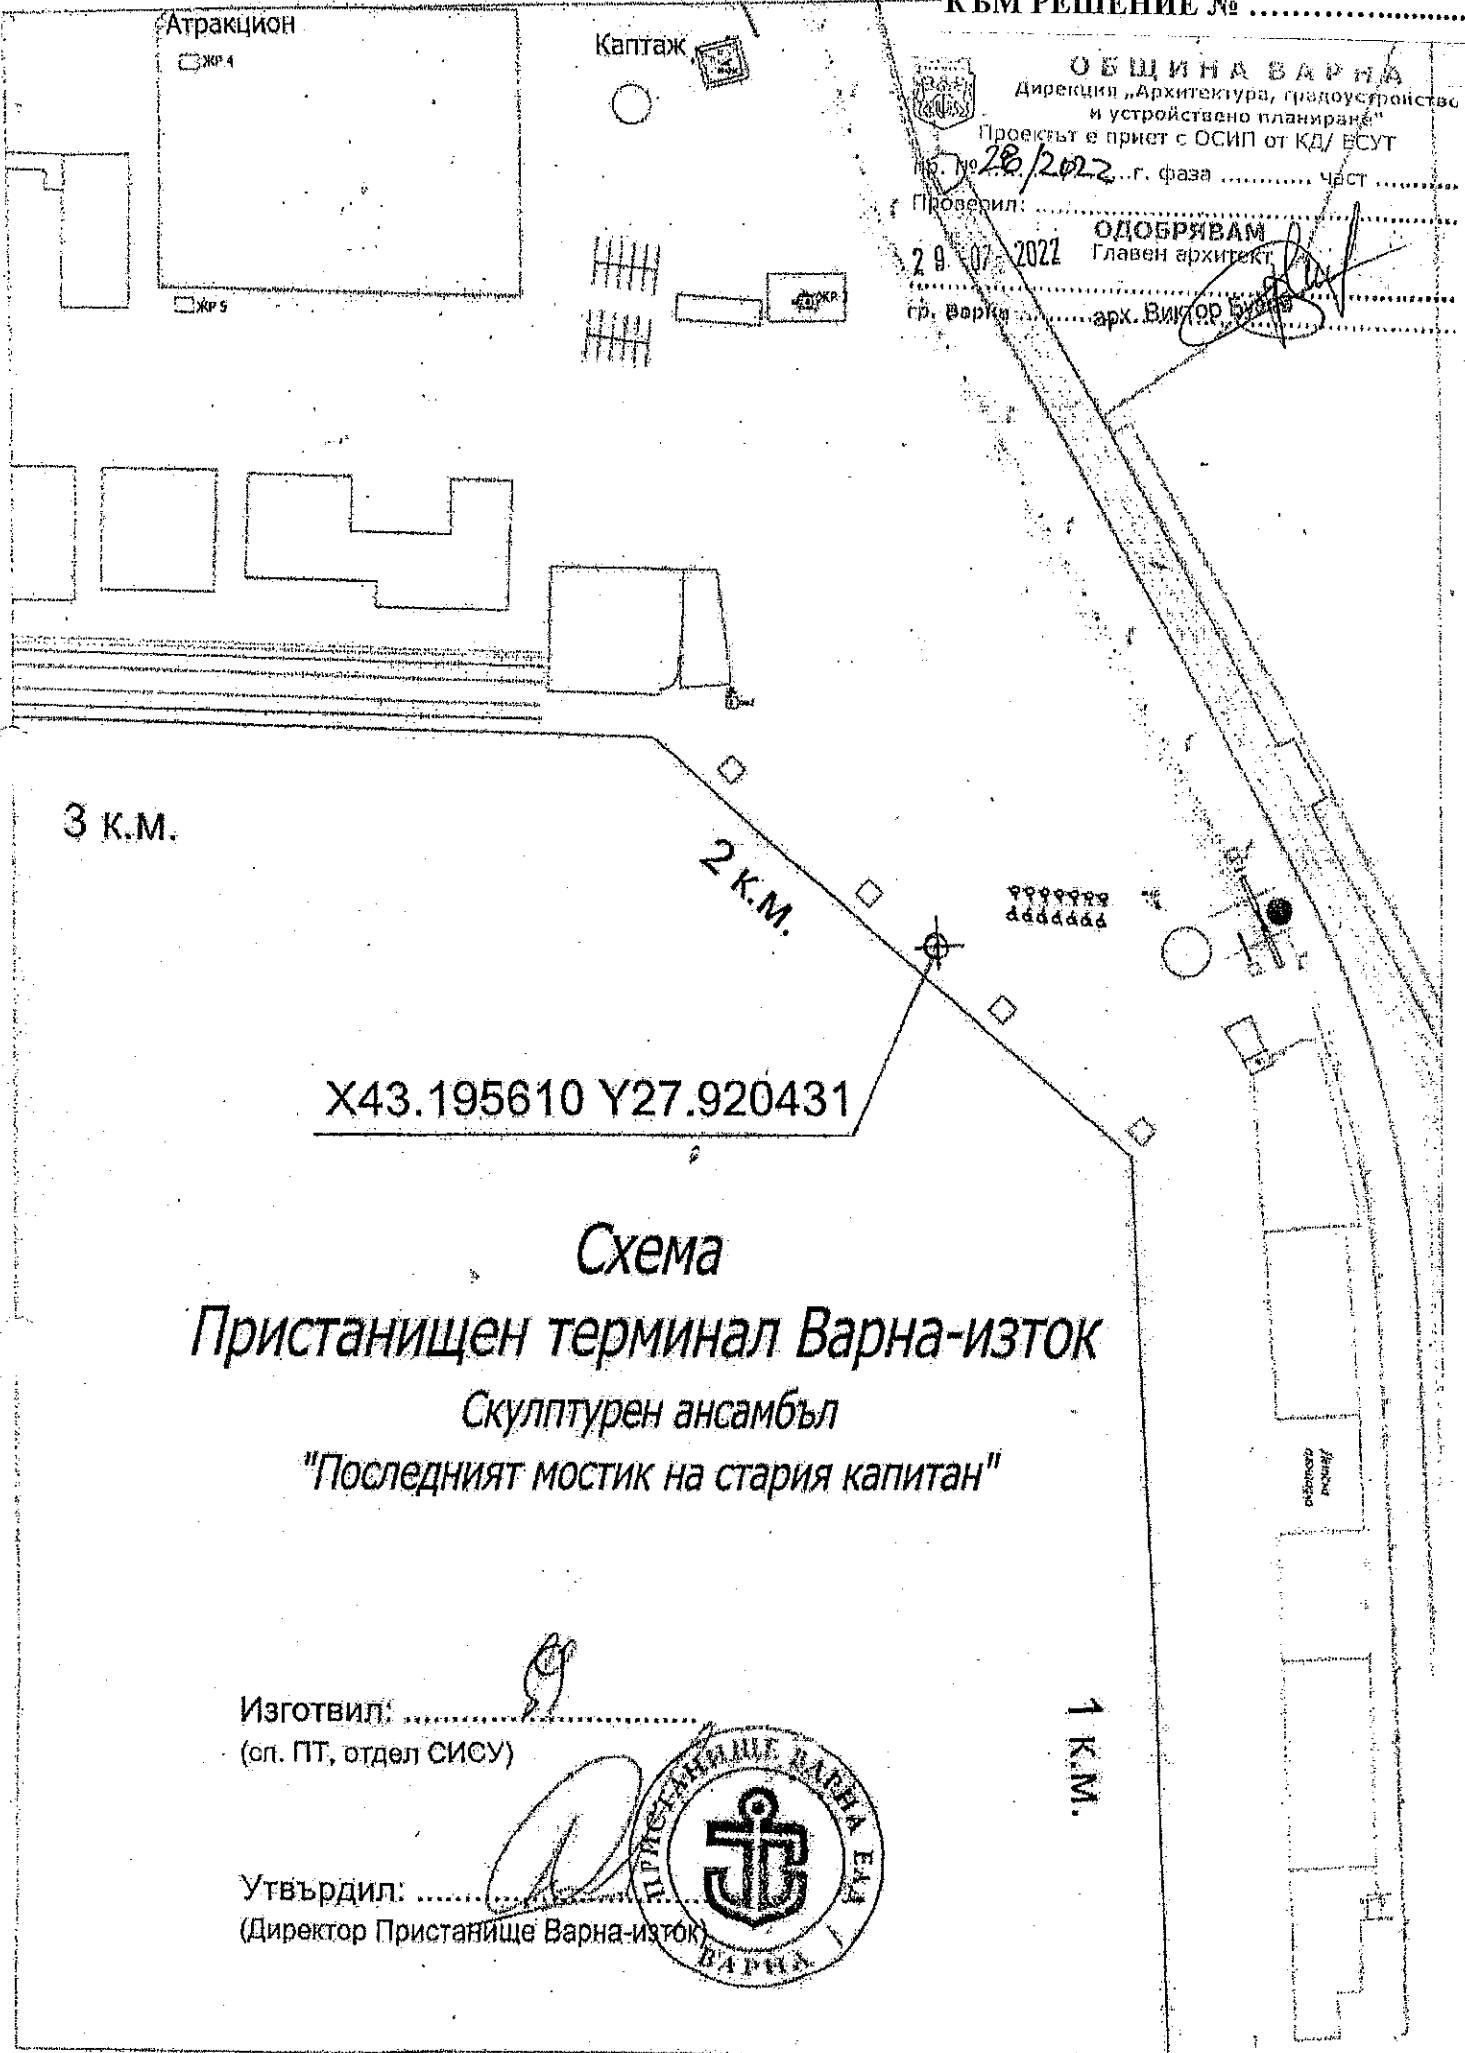 КЪМ РЕШЕНИЕ № ........................
Атракцион
ЖР 4
Каптаж
ОБЩИНА ВАРНА
Дирекция „Архитектура, градоустройство
и устройствено планиране"
Проектът е приет с ОСИП от КД/ ЕСУТ
пр. № 28/2022 г. фаза ............ част ............
Проверил: ........................
ОДОБРЯВАМ
29 -07- 2022 Главен архитект
гр. Варна ............ арх. Виктор
ЖР 5
3 к.м.
2 к.м.
X43.195610 Y27.920431
Схема
Пристанищен терминал Варна-изток
Скулптурен ансамбъл
"Последният мостик на стария капитан"
Изготвил: ........................
(сп. ПТ, отдел СИСУ)
1 к.м.
Утвърдил: ........................
(Директор Пристанище Варна-изток)
ПРИСТАНИЩЕ ВАРНА ЕАД
ВАРНА